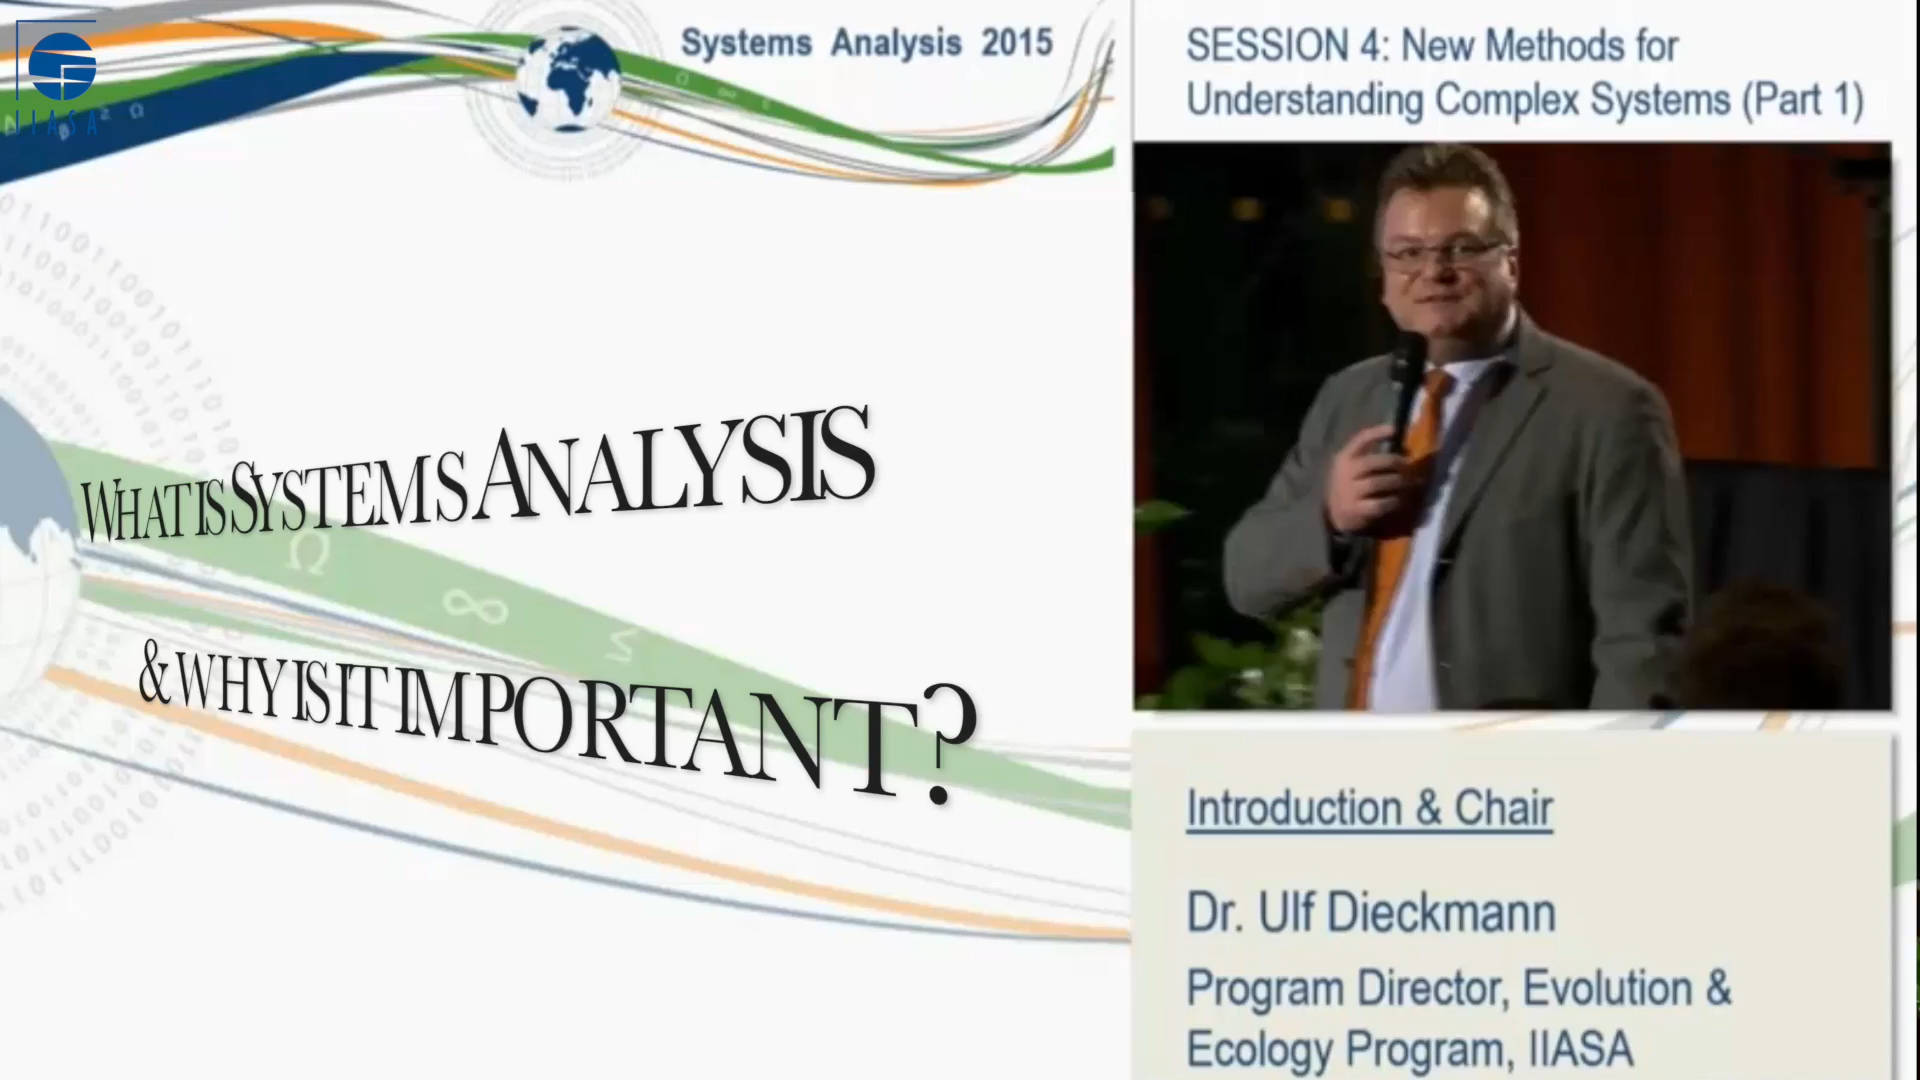 IIASA
Systems Analysis 2015
WHAT IS SYSTEMS ANALYSIS
& WHY IS IT IMPORTANT?
SESSION 4: New Methods for
Understanding Complex Systems (Part 1)
Introduction & Chair
Dr. Ulf Dieckmann
Program Director, Evolution &
Ecology Program, IIASA